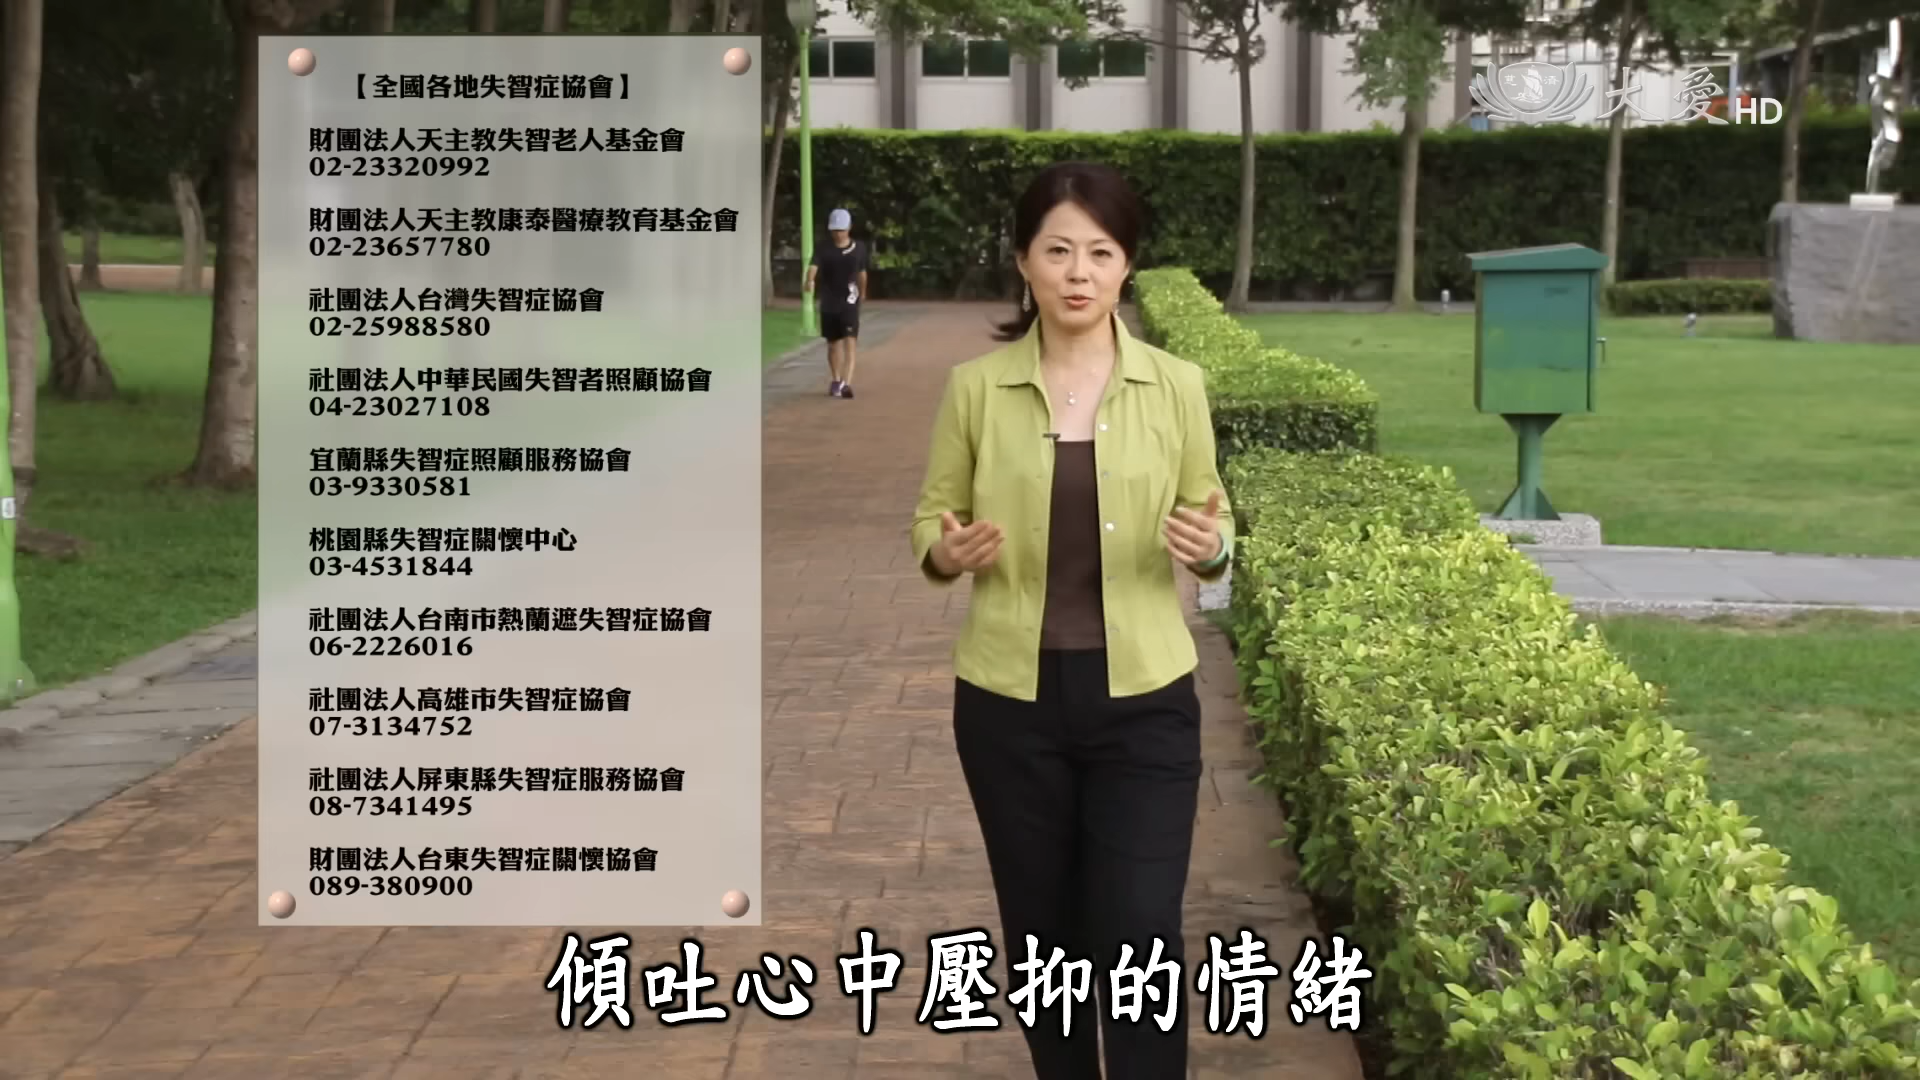 【全國各地失智症協會】
財團法人天主教失智老人基金會
02-23320992
財團法人天主教康泰醫療教育基金會
02-23657780
社團法人台灣失智症協會
02-25988580
社團法人中華民國失智者照顧協會
04-23027108
宜蘭縣失智症照顧服務協會
03-9330581
桃園縣失智症關懷中心
03-4531844
社團法人台南市熱蘭遮失智症協會
06-2226016
社團法人高雄市失智症協會
07-3134752
社團法人屏東縣失智症服務協會
08-7341495
財團法人台東失智症關懷協會
089-380900
大愛HD
傾吐心中壓抑的情緒